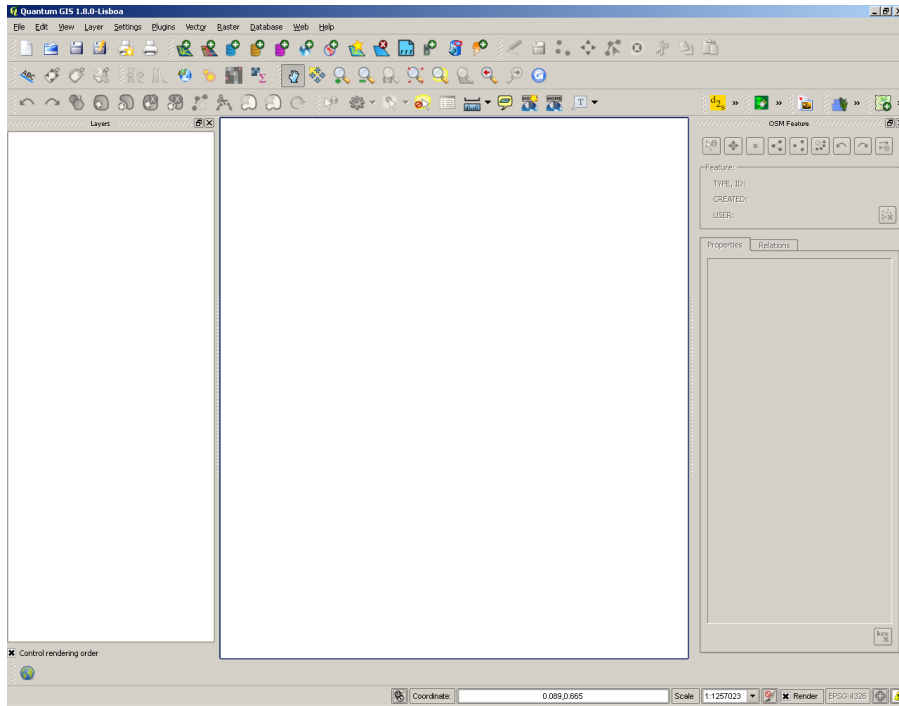 Quantum GIS 1.8.0-Lisboa
File Edit View Layer Settings Plugins Vector Raster Database Web Help
abc
T
Layers
OSM Feature
Feature:
TYPE, ID:
CREATED:
USER:
Properties Relations
key
Control rendering order
Coordinate: 0.089,0.665 Scale 1:1257023 Render EPSG:4326